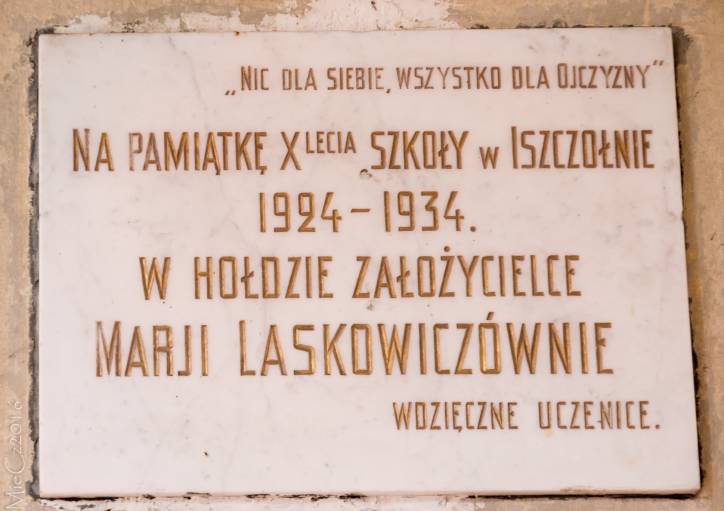 „Nic dla siebie, wszystko dla Ojczyzny”
Na pamiątkę Xlecia szkoły w Iszczołnie
1924 – 1934.
w hołdzie założycielce
Marji Laskowiczównie
wdzięczne uczenice.
MieCz2016